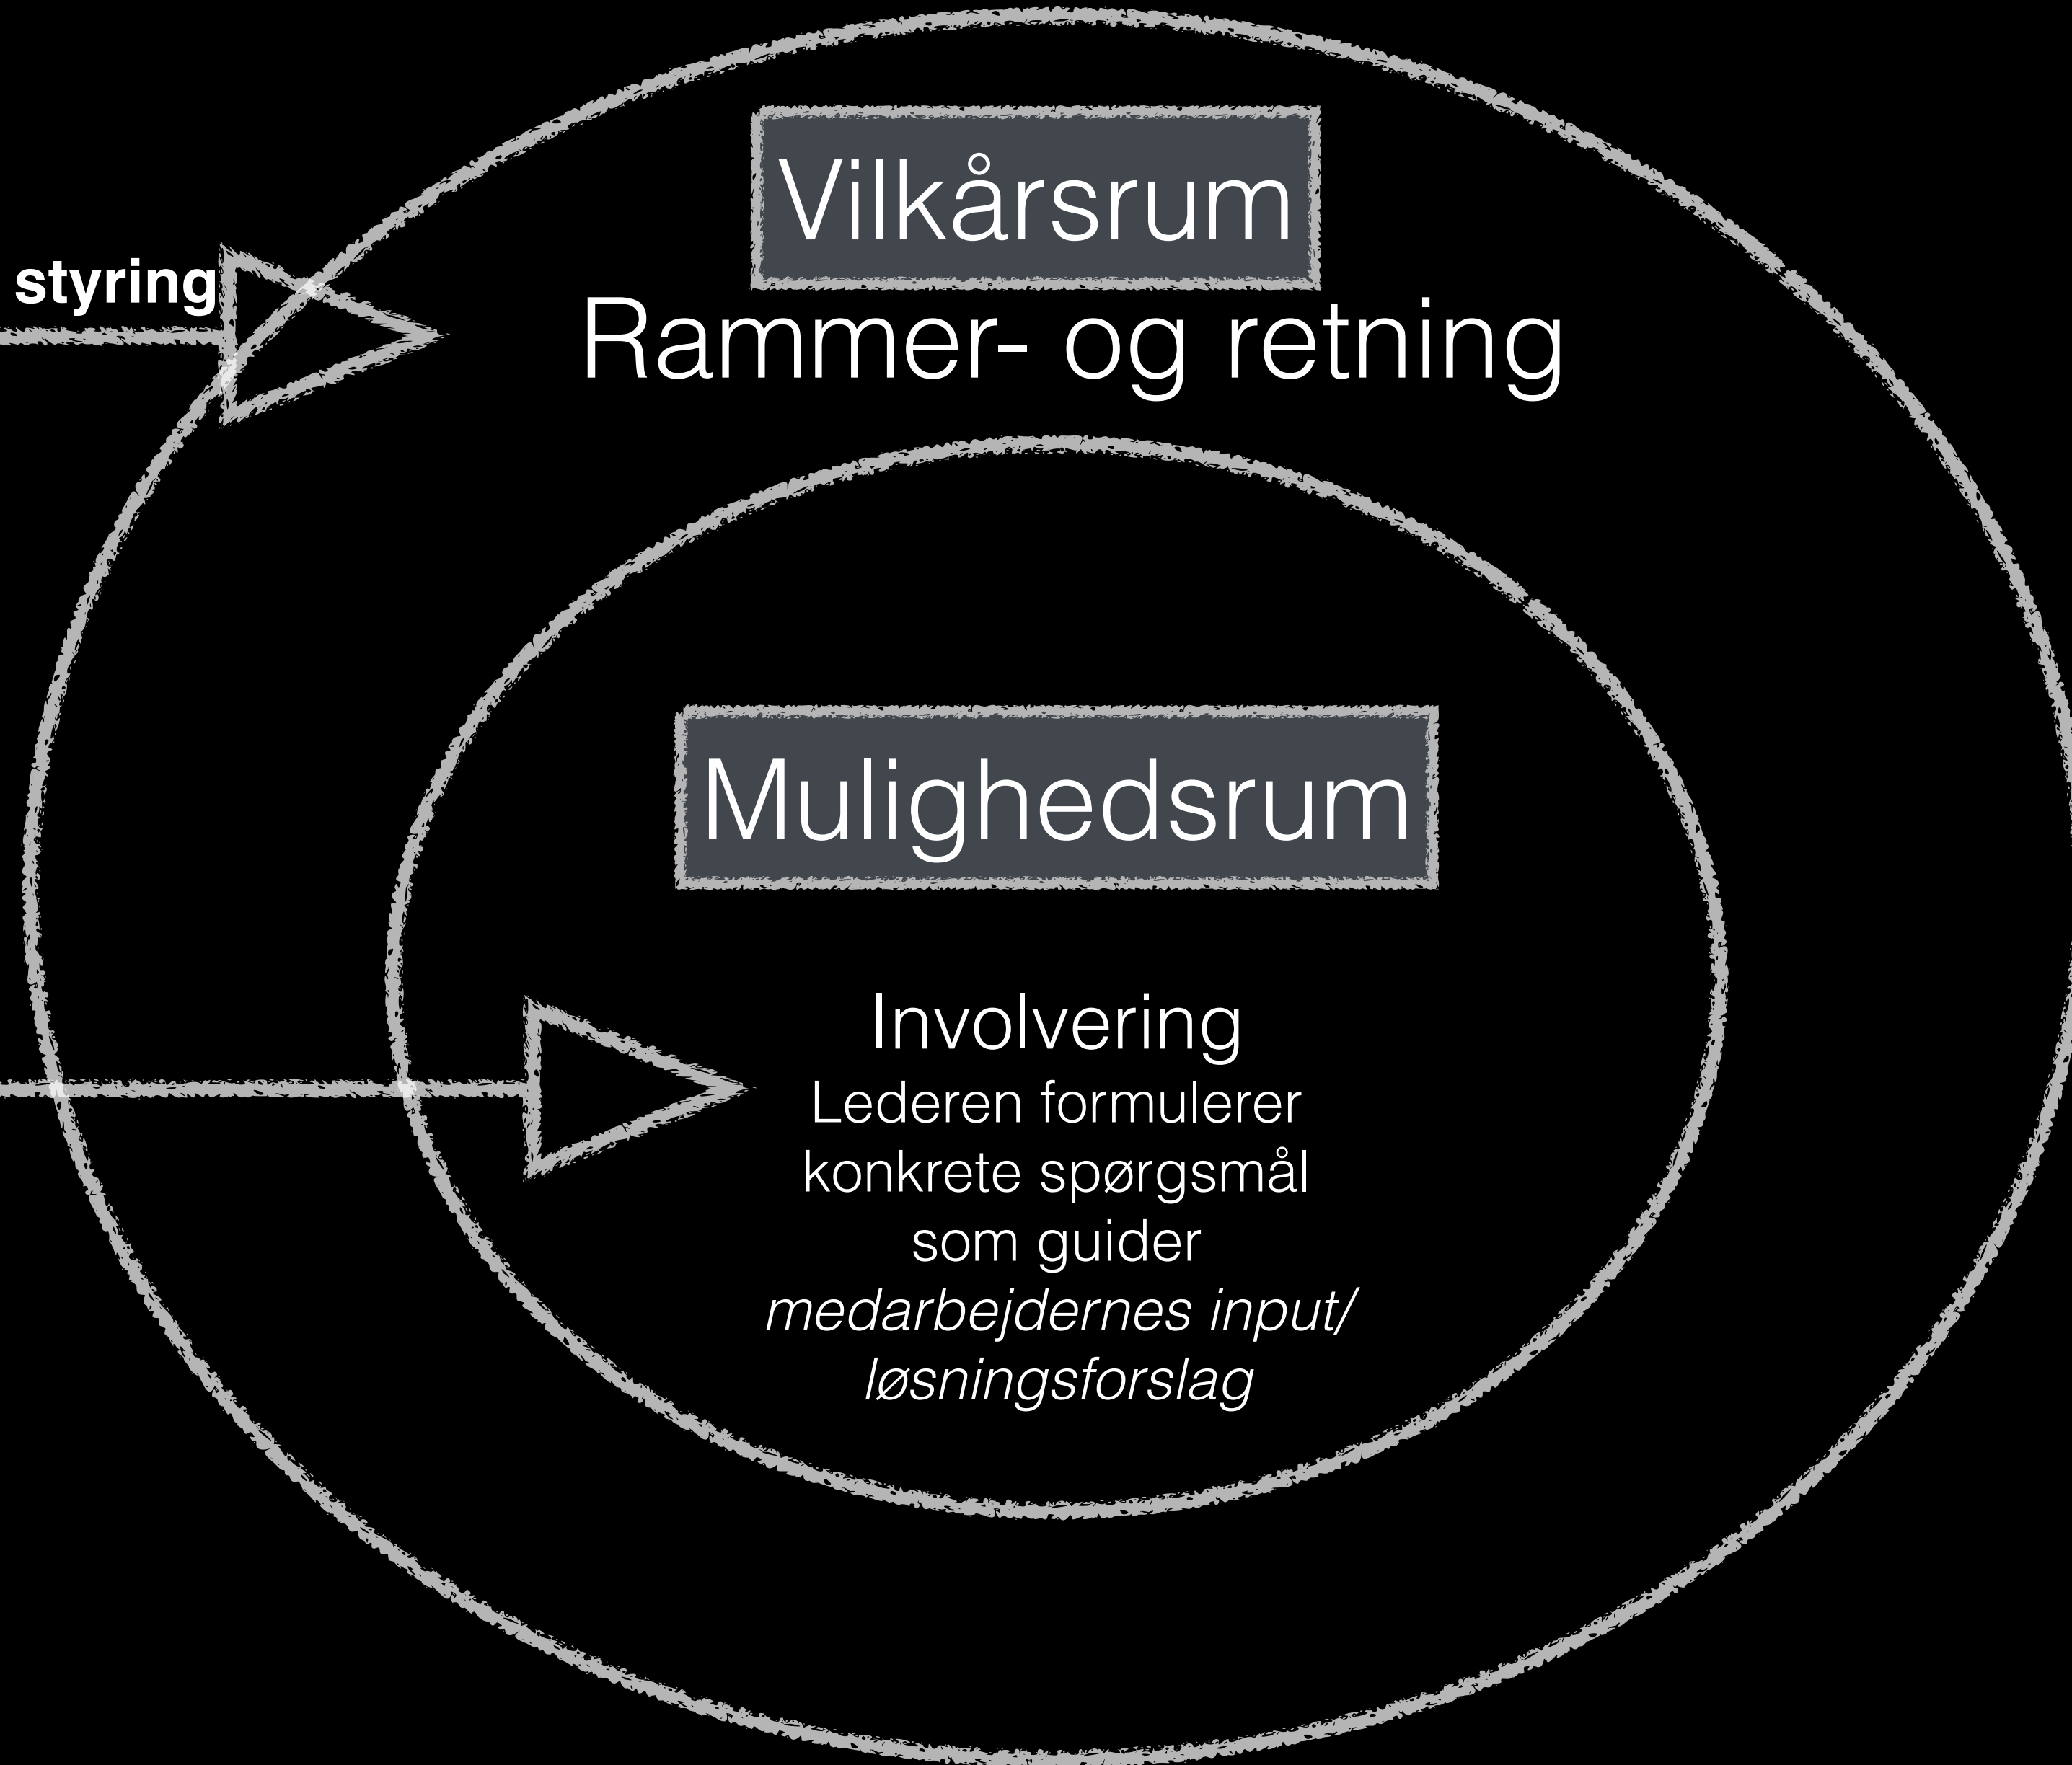 Vilkårsrum
styring
Rammer- og retning
Mulighedsrum
Involvering
Lederen formulerer
konkrete spørgsmål
som guider
medarbejdernes input/
løsningsforslag